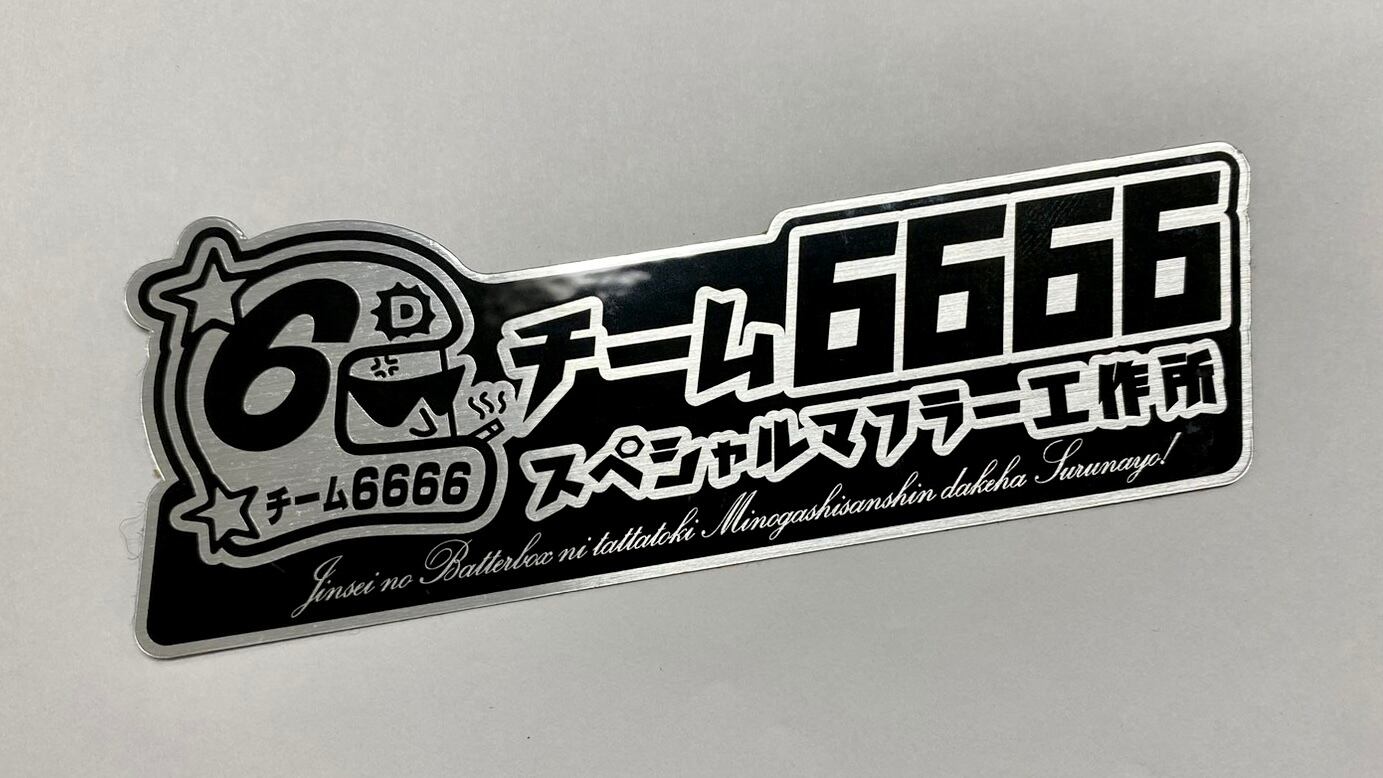 6
D
チーム6666
チーム6666
スペシャルマフラー工作所
Jinsei no Batterbox ni tattatoki Minogashisanshin dakeha Surunayo!